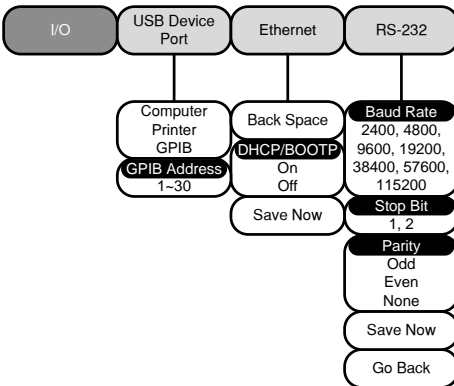 I/O
USB Device
Port
Ethernet
RS-232
Computer
Printer
GPIB
GPIB Address
1~30
Back Space
DHCP/BOOTP
On
Off
Save Now
Baud Rate
2400, 4800,
9600, 19200,
38400, 57600,
115200
Stop Bit
1, 2
Parity
Odd
Even
None
Save Now
Go Back